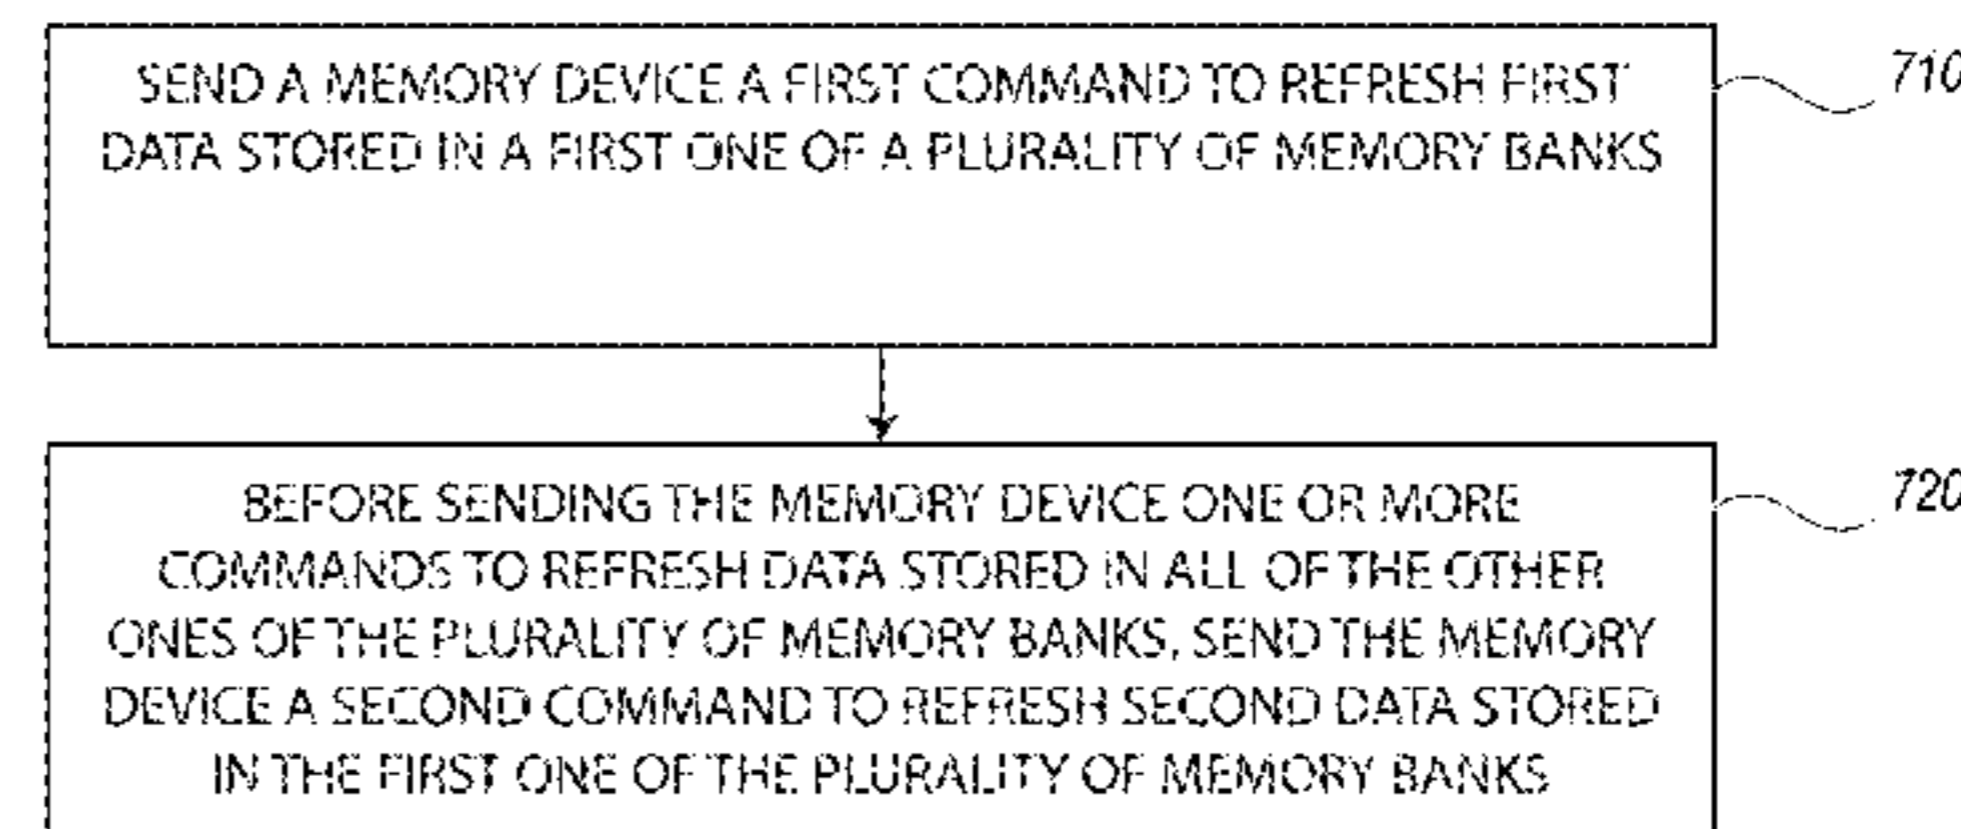 SEND A MEMORY DEVICE A FIRST COMMAND TO REFRESH FIRST
DATA STORED IN A FIRST ONE OF A PLURALITY OF MEMORY BANKS
710
BEFORE SENDING THE MEMORY DEVICE ONE OR MORE
COMMANDS TO REFRESH DATA STORED IN ALL OF THE OTHER
ONES OF THE PLURALITY OF MEMORY BANKS, SEND THE MEMORY
DEVICE A SECOND COMMAND TO REFRESH SECOND DATA STORED
IN THE FIRST ONE OF THE PLURALITY OF MEMORY BANKS
720